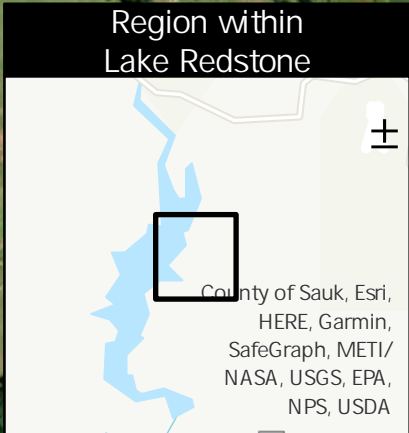 Region within
Lake Redstone
±
County of Sauk, Esri,
HERE, Garmin,
SafeGraph, METI/
NASA, USGS, EPA,
NPS, USDA